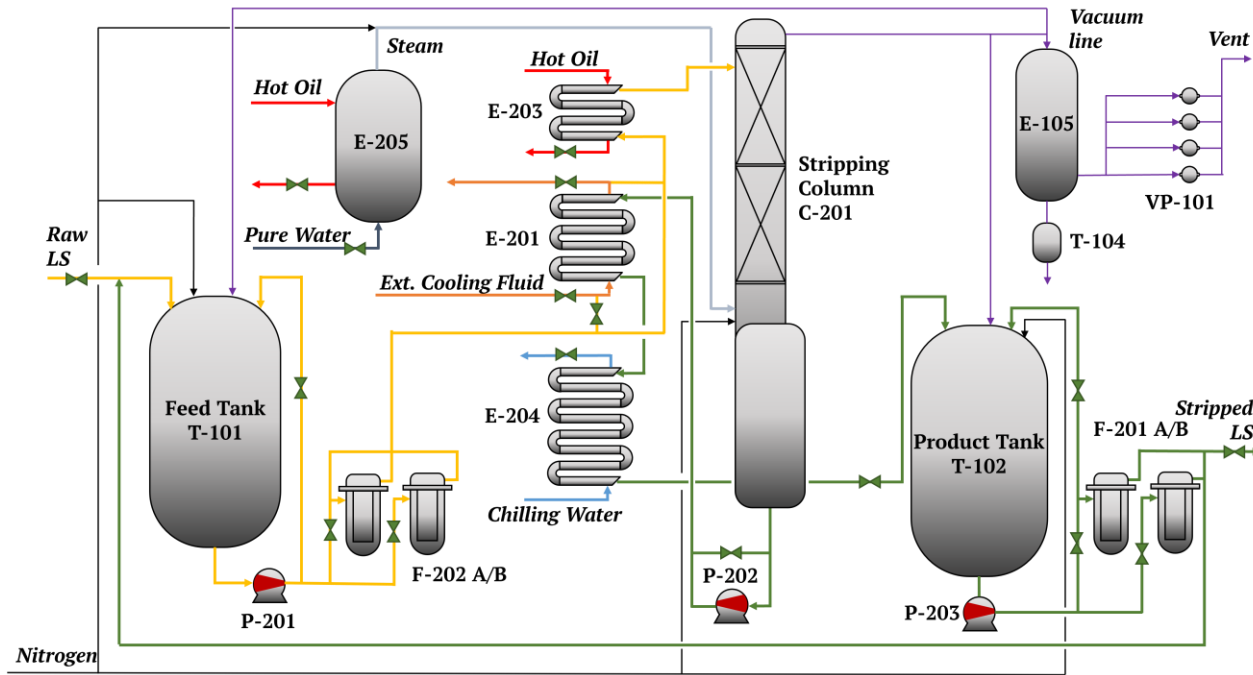 Steam
Vacuum
line
Vent
Hot Oil
Hot Oil
E-205
E-203
E-105
VP-101
Stripping
Column
C-201
Pure Water
E-201
T-104
Raw
LS
Ext. Cooling Fluid
Feed Tank
T-101
E-204
Product Tank
T-102
F-201 A/B
Stripped
LS
Chilling Water
F-202 A/B
P-201
P-202
P-203
Nitrogen